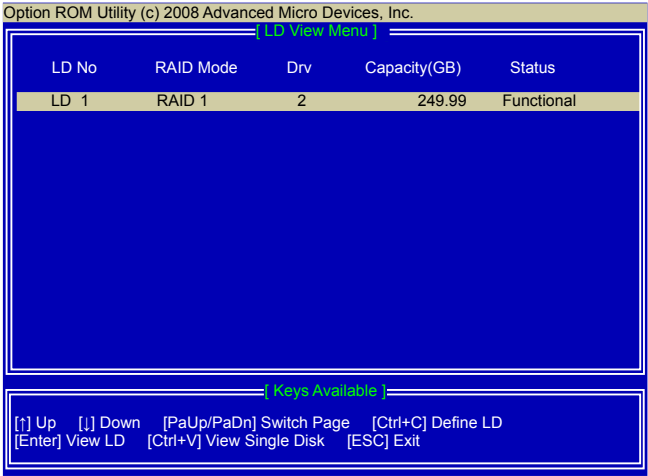 Option ROM Utility (c) 2008 Advanced Micro Devices, Inc.
[ LD View Menu ]
LD No RAID Mode Drv Capacity(GB) Status
LD 1 RAID 1 2 249.99 Functional
[ Keys Available ]
[↑] Up [↓] Down [PaUp/PaDn] Switch Page [Ctrl+C] Define LD
[Enter] View LD [Ctrl+V] View Single Disk [ESC] Exit